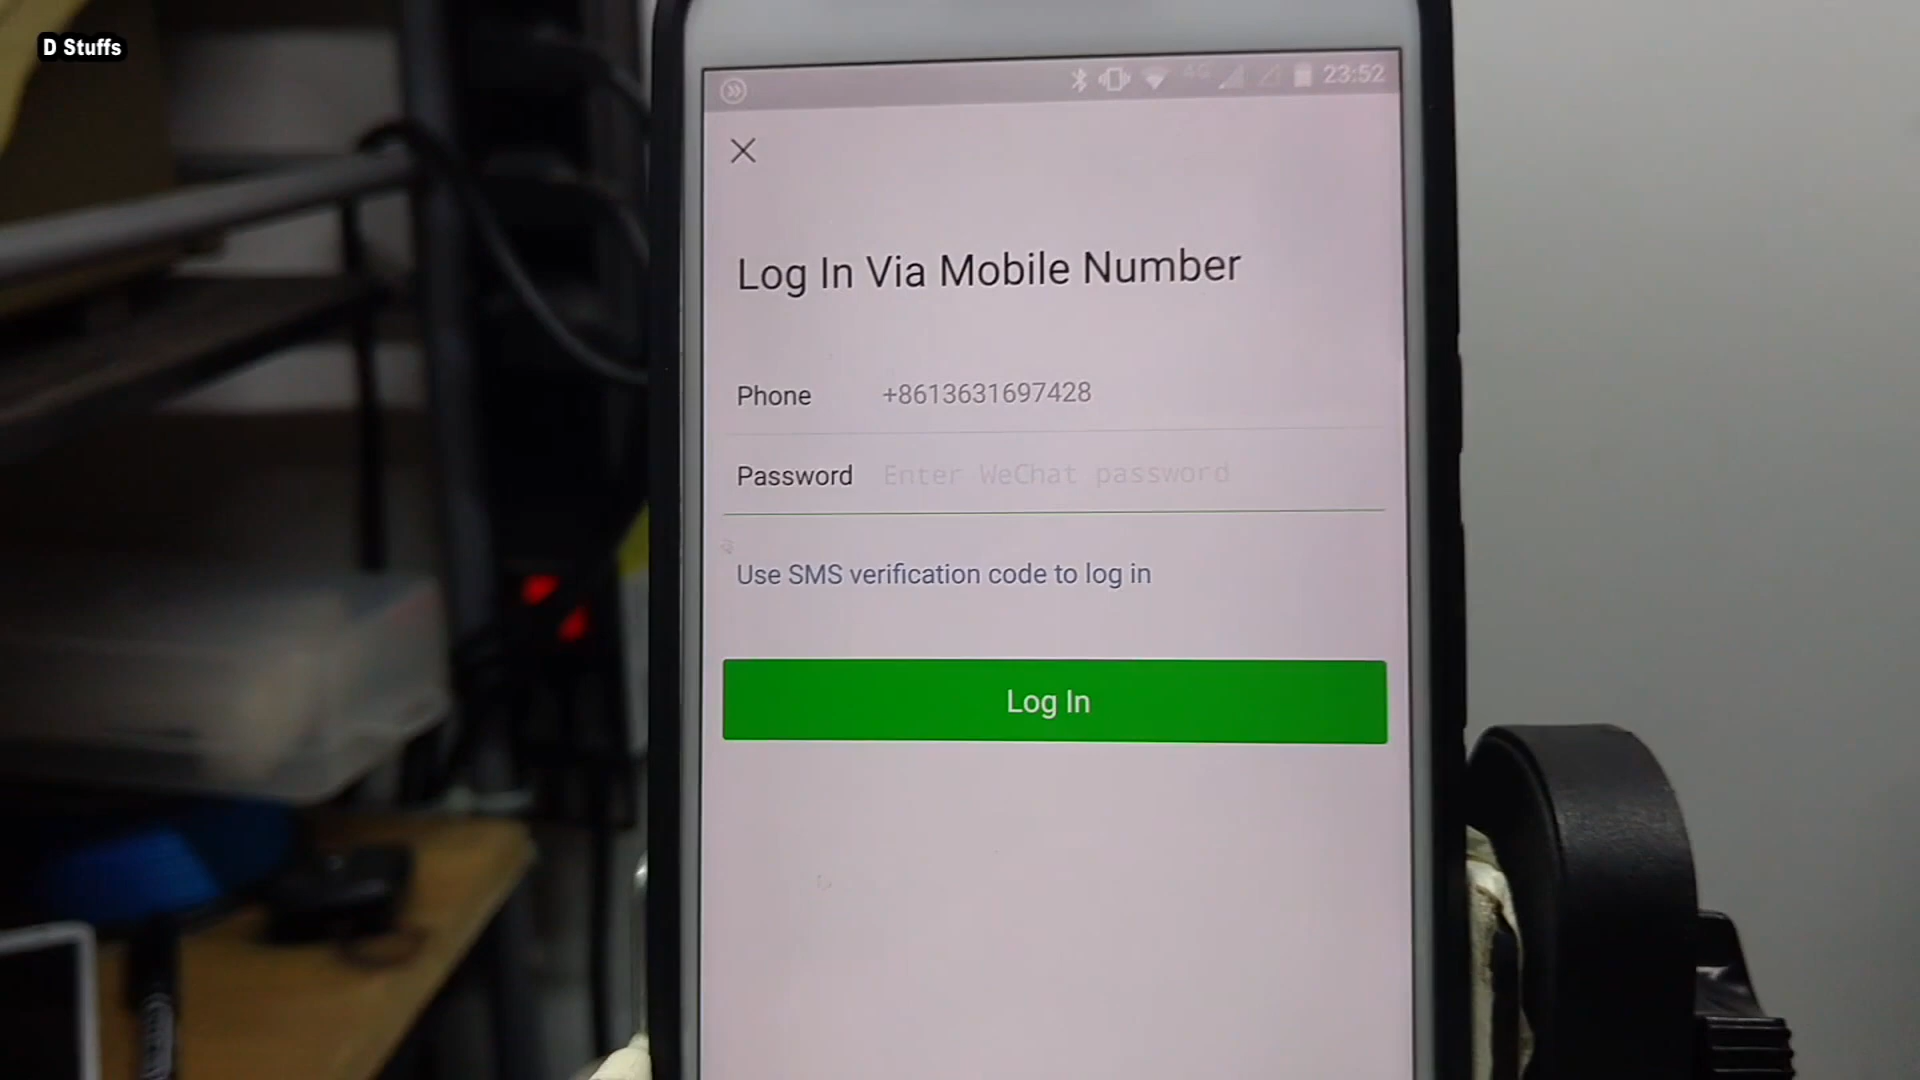 D Stuffs
4G 23:52
Log In Via Mobile Number
Phone +8613631697428
Password Enter WeChat password
Use SMS verification code to log in
Log In